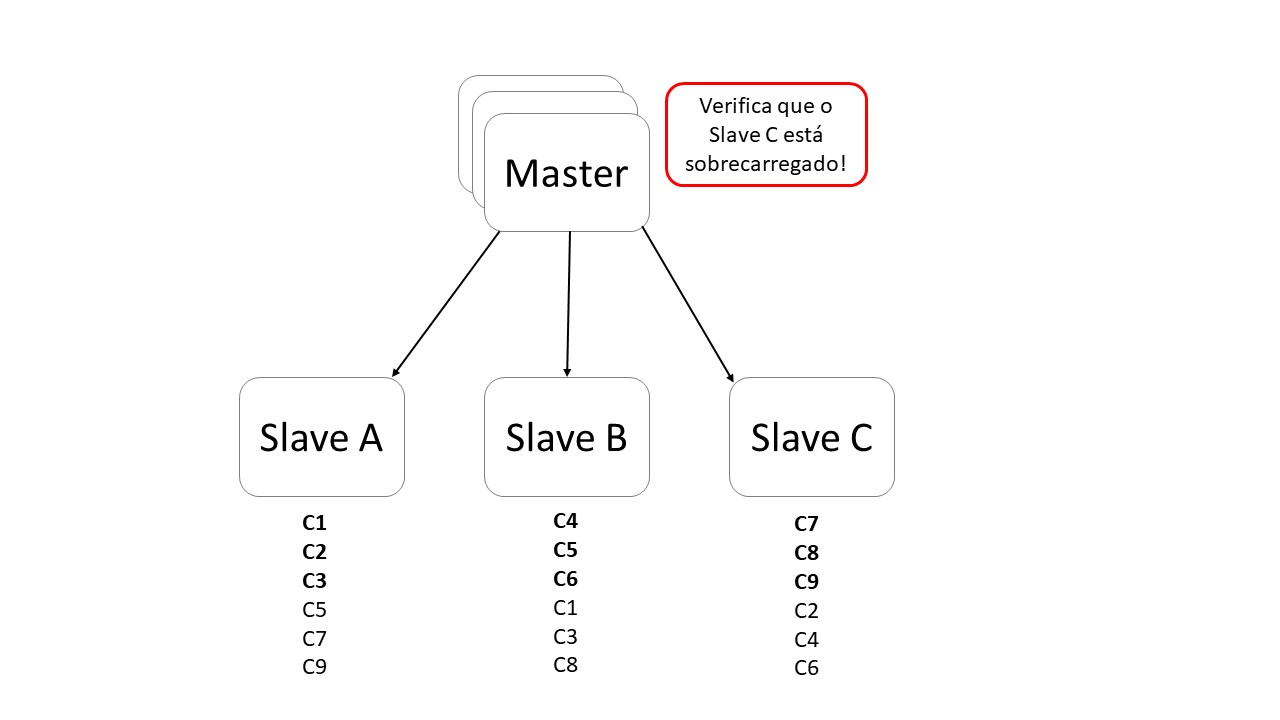 Verifica que o
Slave C está
sobrecarregado!
Master
Slave A
Slave B
Slave C
C1
C2
C3
C5
C7
C9
C4
C5
C6
C1
C3
C8
C7
C8
C9
C2
C4
C6